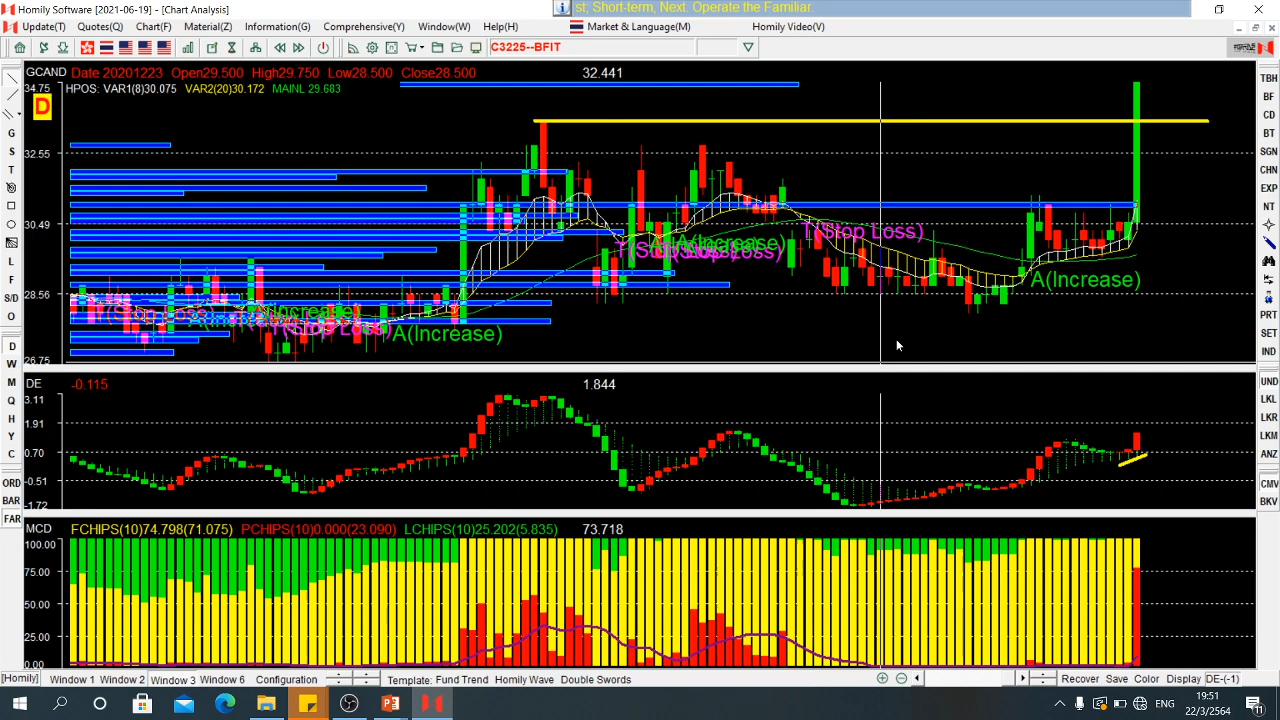 Homily Software [2021-06-19] - [Chart Analysis]
st; Short-term, Next. Operate the Familiar.
Update(H) Quotes(Q) Chart(F) Material(Z) Information(G) Comprehensive(Y) Window(W) Market & Language(M) Homily Video(V)
C3225--BFIT
GCAND Date 20201223 Open29.500 High29.750 Low28.500 Close28.500 32.441
34.75 HPOS: VAR1(8)30.075 VAR2(20)30.172 MAINL 29.683
D
32.55
30.49
28.56
26.75
T(Stop Loss)
A(Increase)
A(Increase)
DE -0.115 1.844
3.11
1.91
0.70
-0.51
-1.72
MCD FCHIPS(10)74.798(71.075) PCHIPS(10)0.000(23.090) LCHIPS(10)25.202(5.835) 73.718
100.00
75.00
50.00
25.00
0.00
G
S
T
L
F
S/D
O
D
W
M
Q
H
Y
C
ORD
BAR
FAR
TBH
BF
CD
BT
SGN
CHN
EXP
NT
PRT
SET
IND
UND
LKL
LKR
LKM
ANZ
CMV
BKV
[Homily] Window 1 Window 2 Window 3 Window 6 Configuration Template: Fund Trend Homily Wave Double Swords Recover Save Color Display DE-(-1)
ENG
19:51
22/3/2564
11